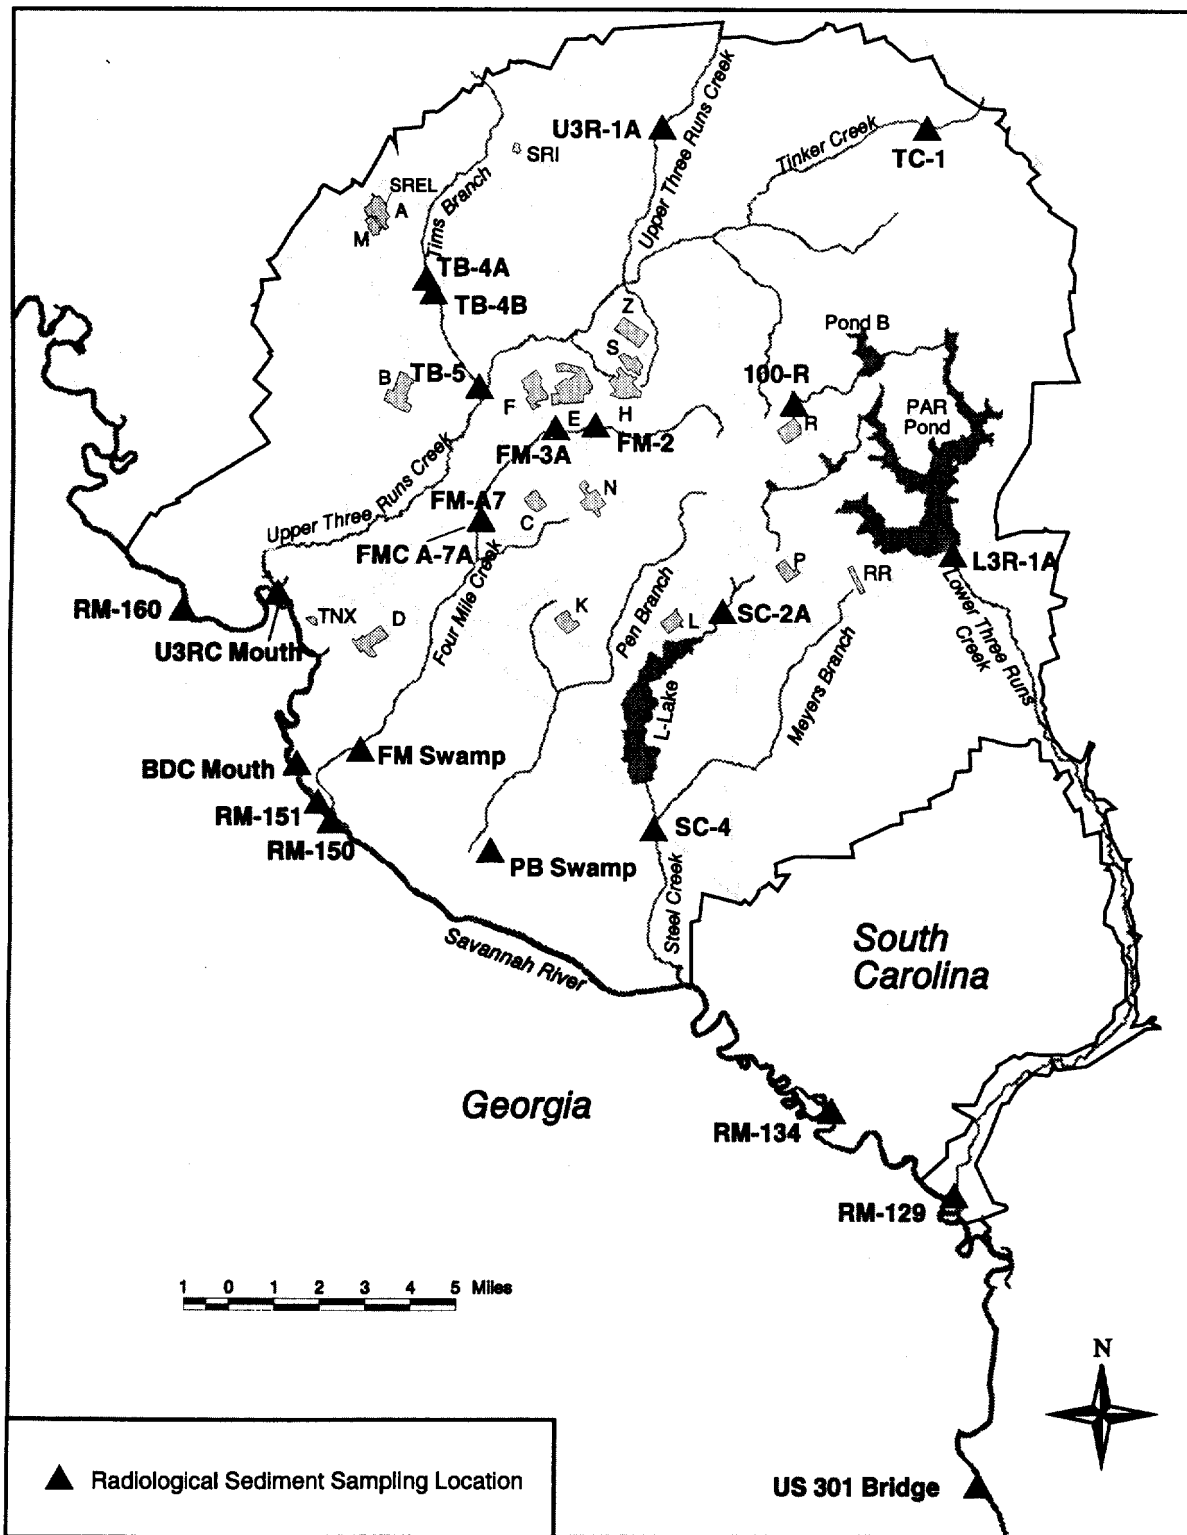 U3R-1A
Upper Three Runs Creek
Tinker Creek
TC-1
SRI
SREL
A
M
Tims Branch
TB-4A
TB-4B
Z
S
Pond B
B
TB-5
F
E
H
100-R
R
PAR
Pond
FM-3A
FM-2
Upper Three Runs Creek
FM-A7
C
N
FMC A-7A
P
RR
L3R-1A
RM-160
TNX
D
U3RC Mouth
Four Mile Creek
K
Pen Branch
L
SC-2A
Meyers Branch
Lower Three Runs
Creek
L-Lake
BDC Mouth
FM Swamp
RM-151
RM-150
PB Swamp
SC-4
Steel Creek
Savannah River
South
Carolina
Georgia
RM-134
RM-129
1 0 1 2 3 4 5 Miles
N
US 301 Bridge
Radiological Sediment Sampling Location